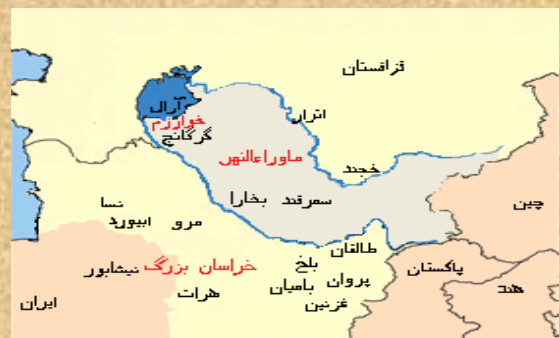 قزاقستان
آرال
خوارزم
گرگانج
اترار
ماوراءالنهر
خجند
سمرقند
بخارا
چین
نسا
ابیورد
مرو
طالقان
بلخ
خراسان بزرگ
نیشابور
پروان
بامیان
هرات
غزنین
پاکستان
هند
ایران